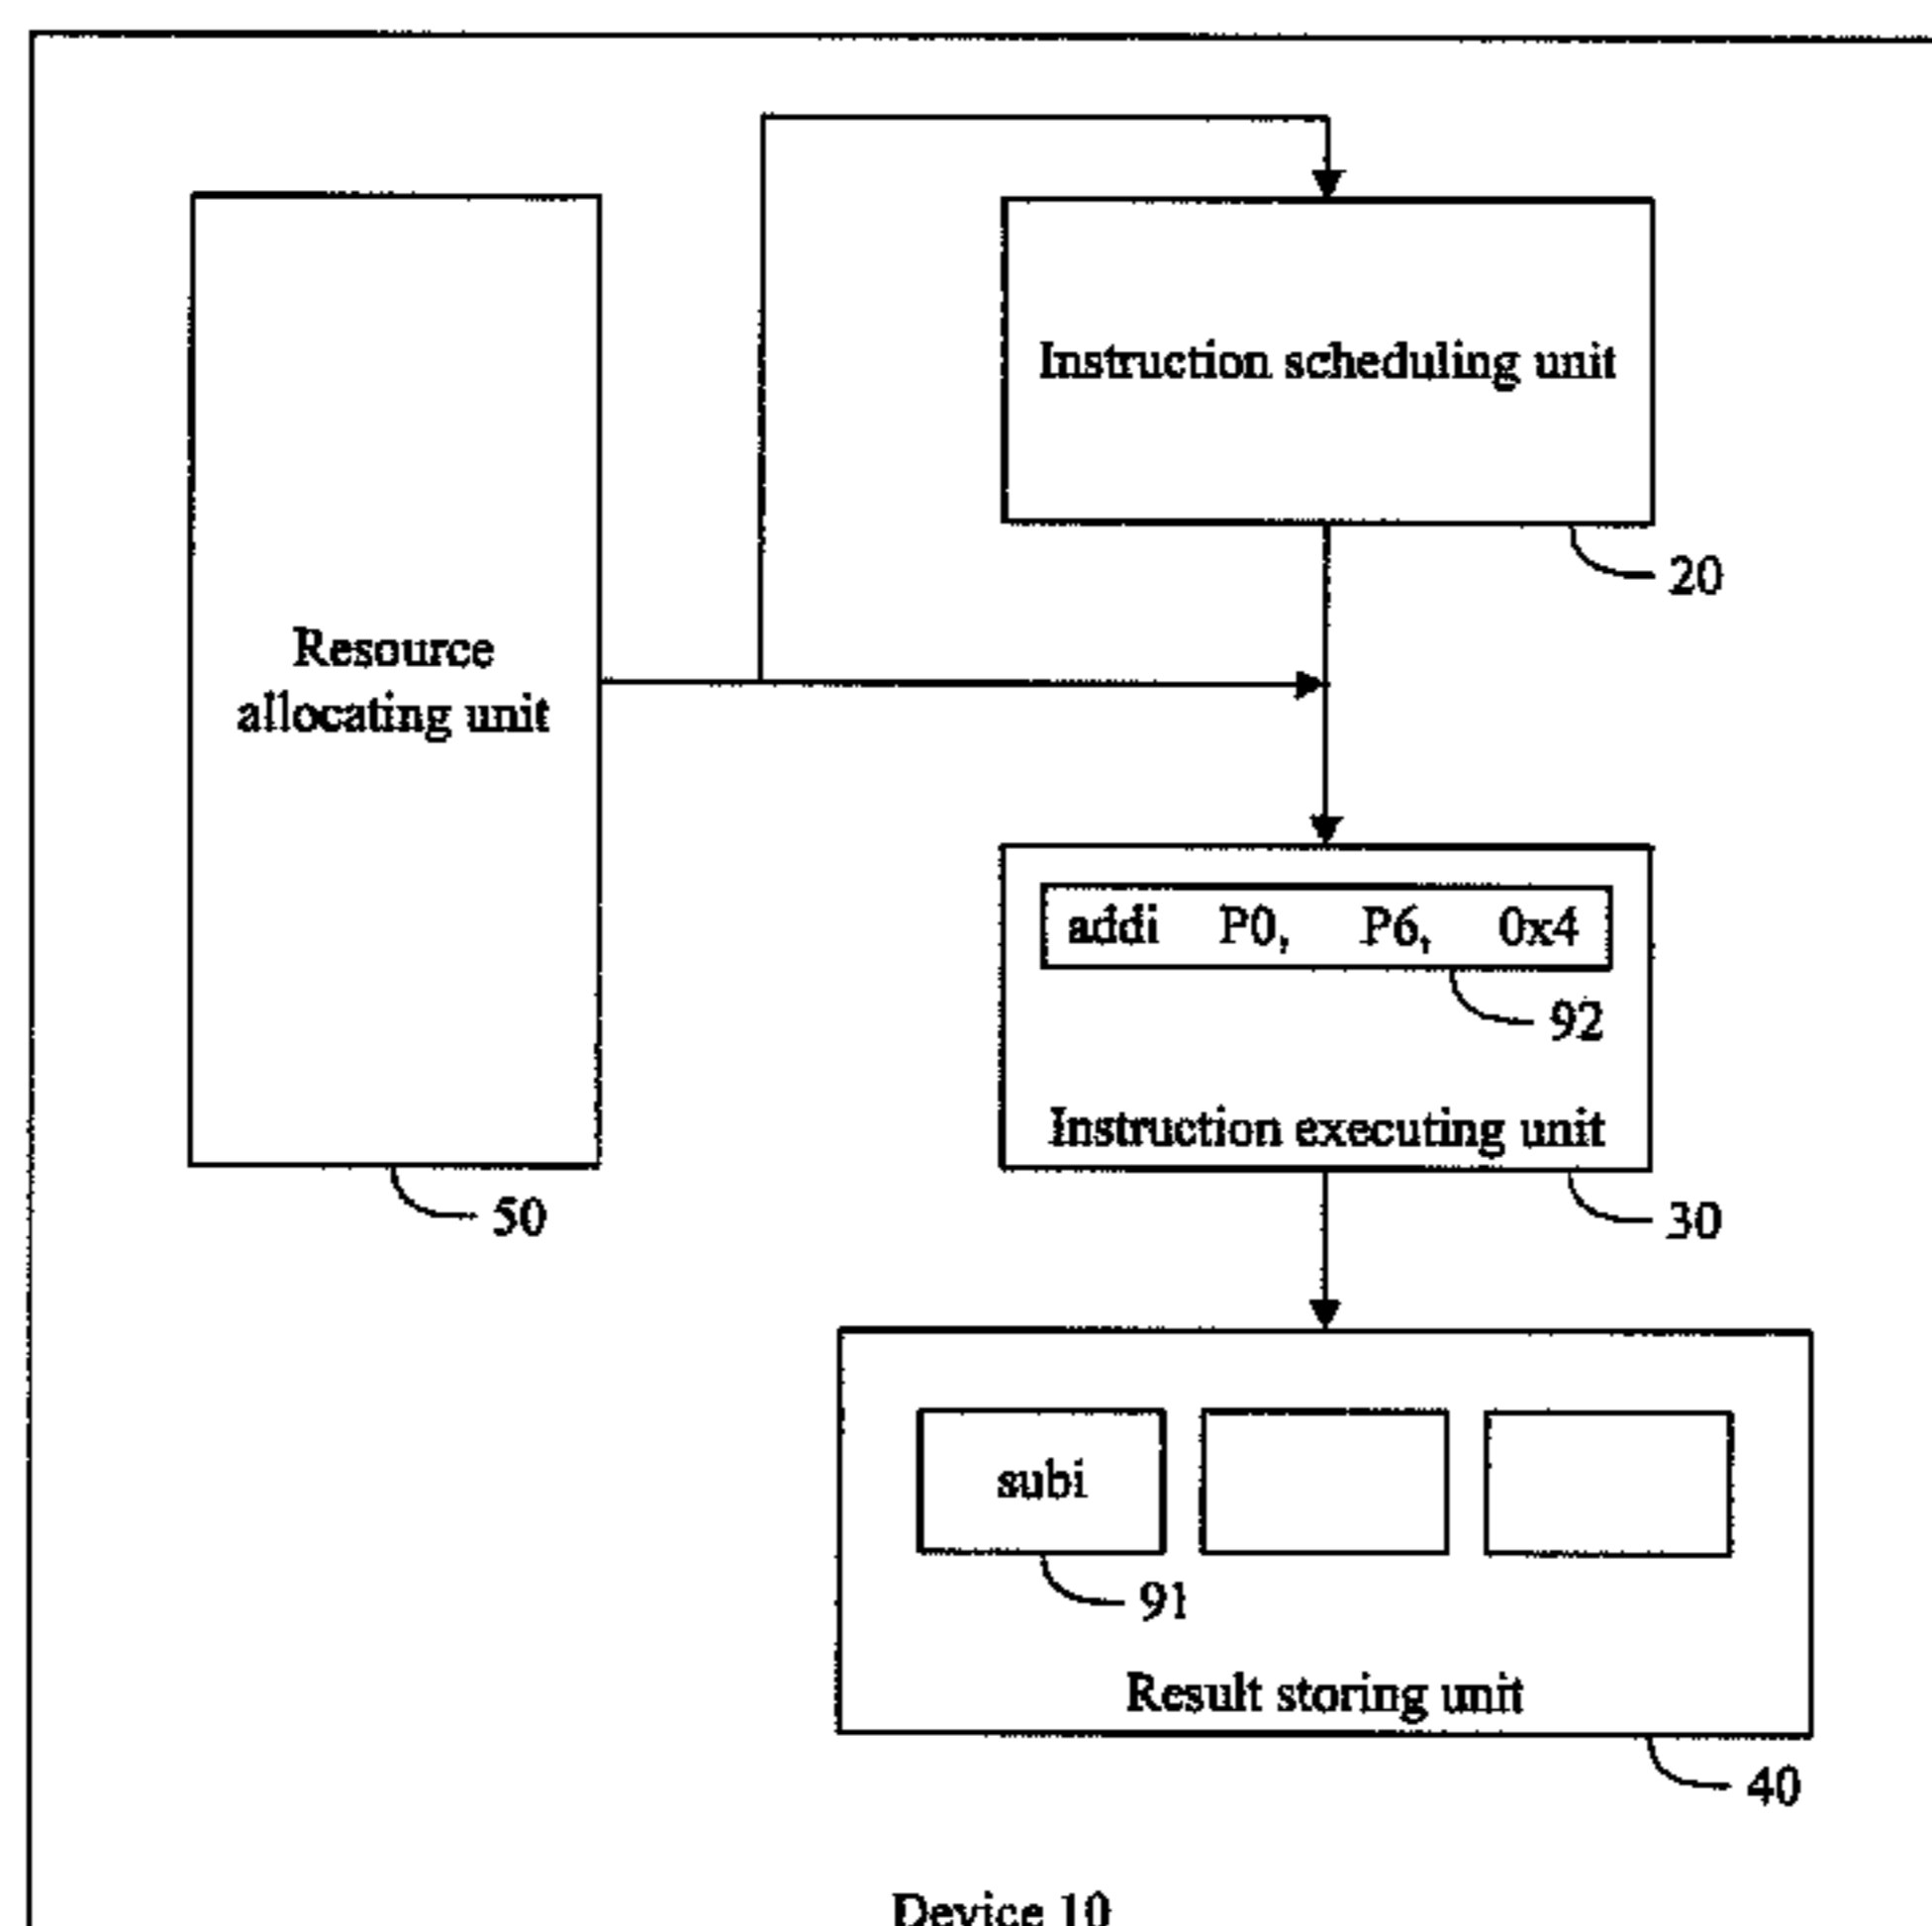 Instruction scheduling unit
20
Resource
allocating unit
50
addi P0, P6, 0x4
92
Instruction executing unit
30
subi
91
Result storing unit
40
Device 10